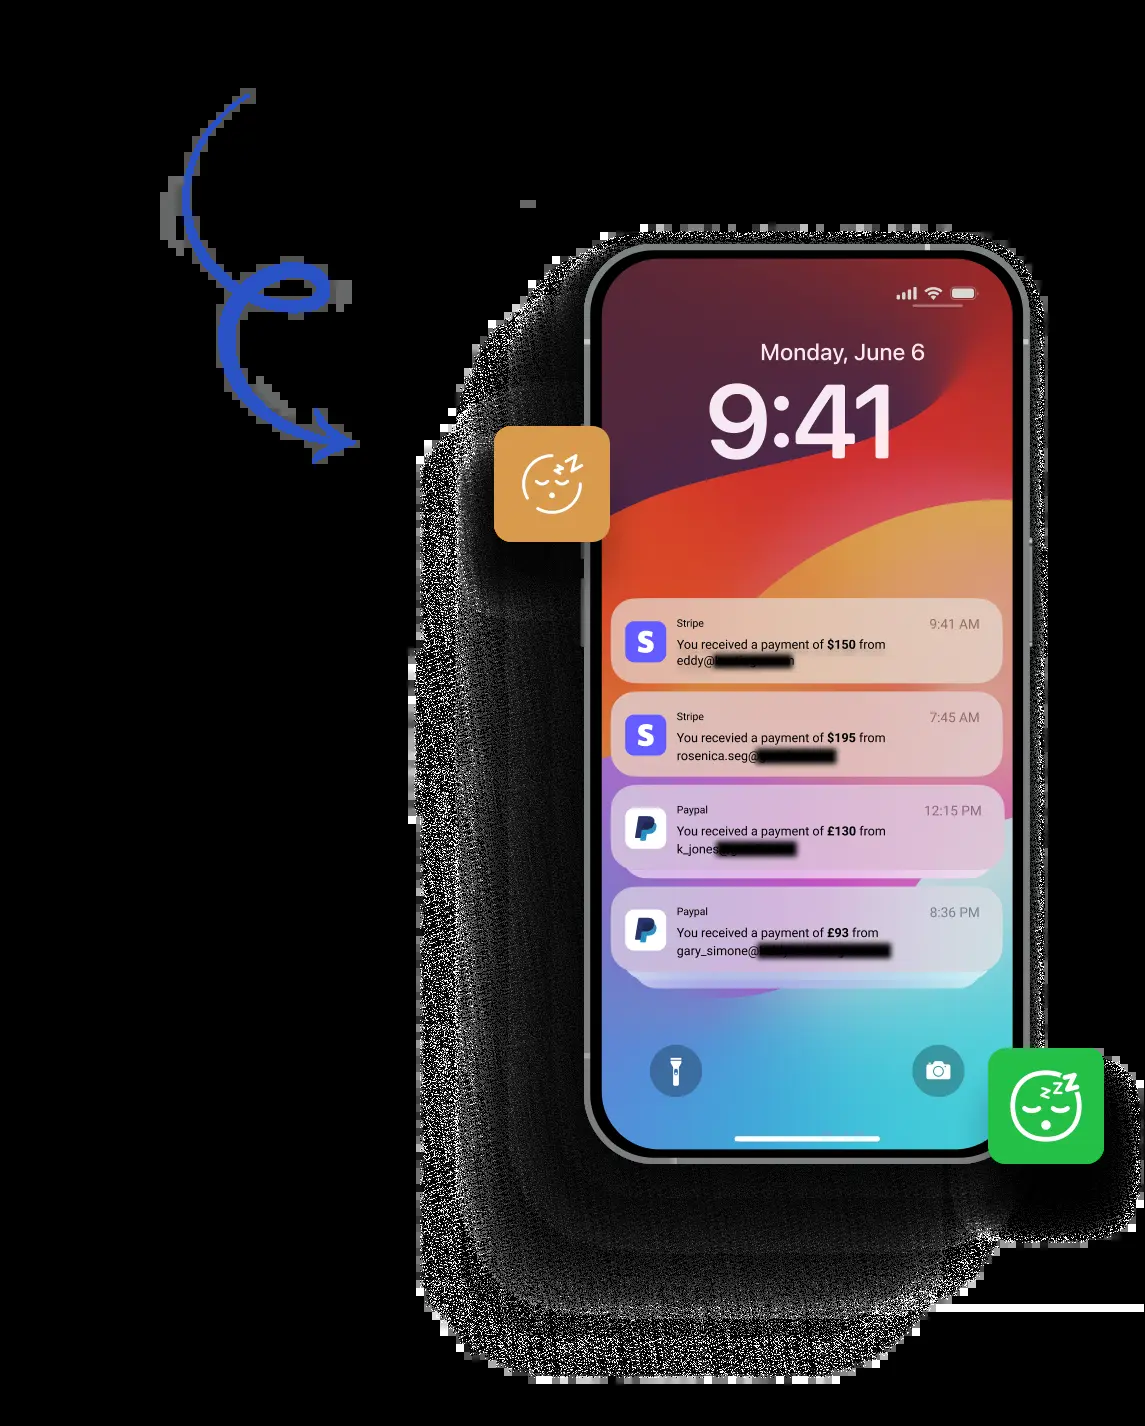 Monday, June 6
9:41
Stripe
9:41 AM
You received a payment of $150 from
eddy@
Stripe
7:45 AM
You recevied a payment of $195 from
rosenica.seg@
Paypal
12:15 PM
You received a payment of £130 from
k_jones
Paypal
8:36 PM
You received a payment of £93 from
gary_simone@